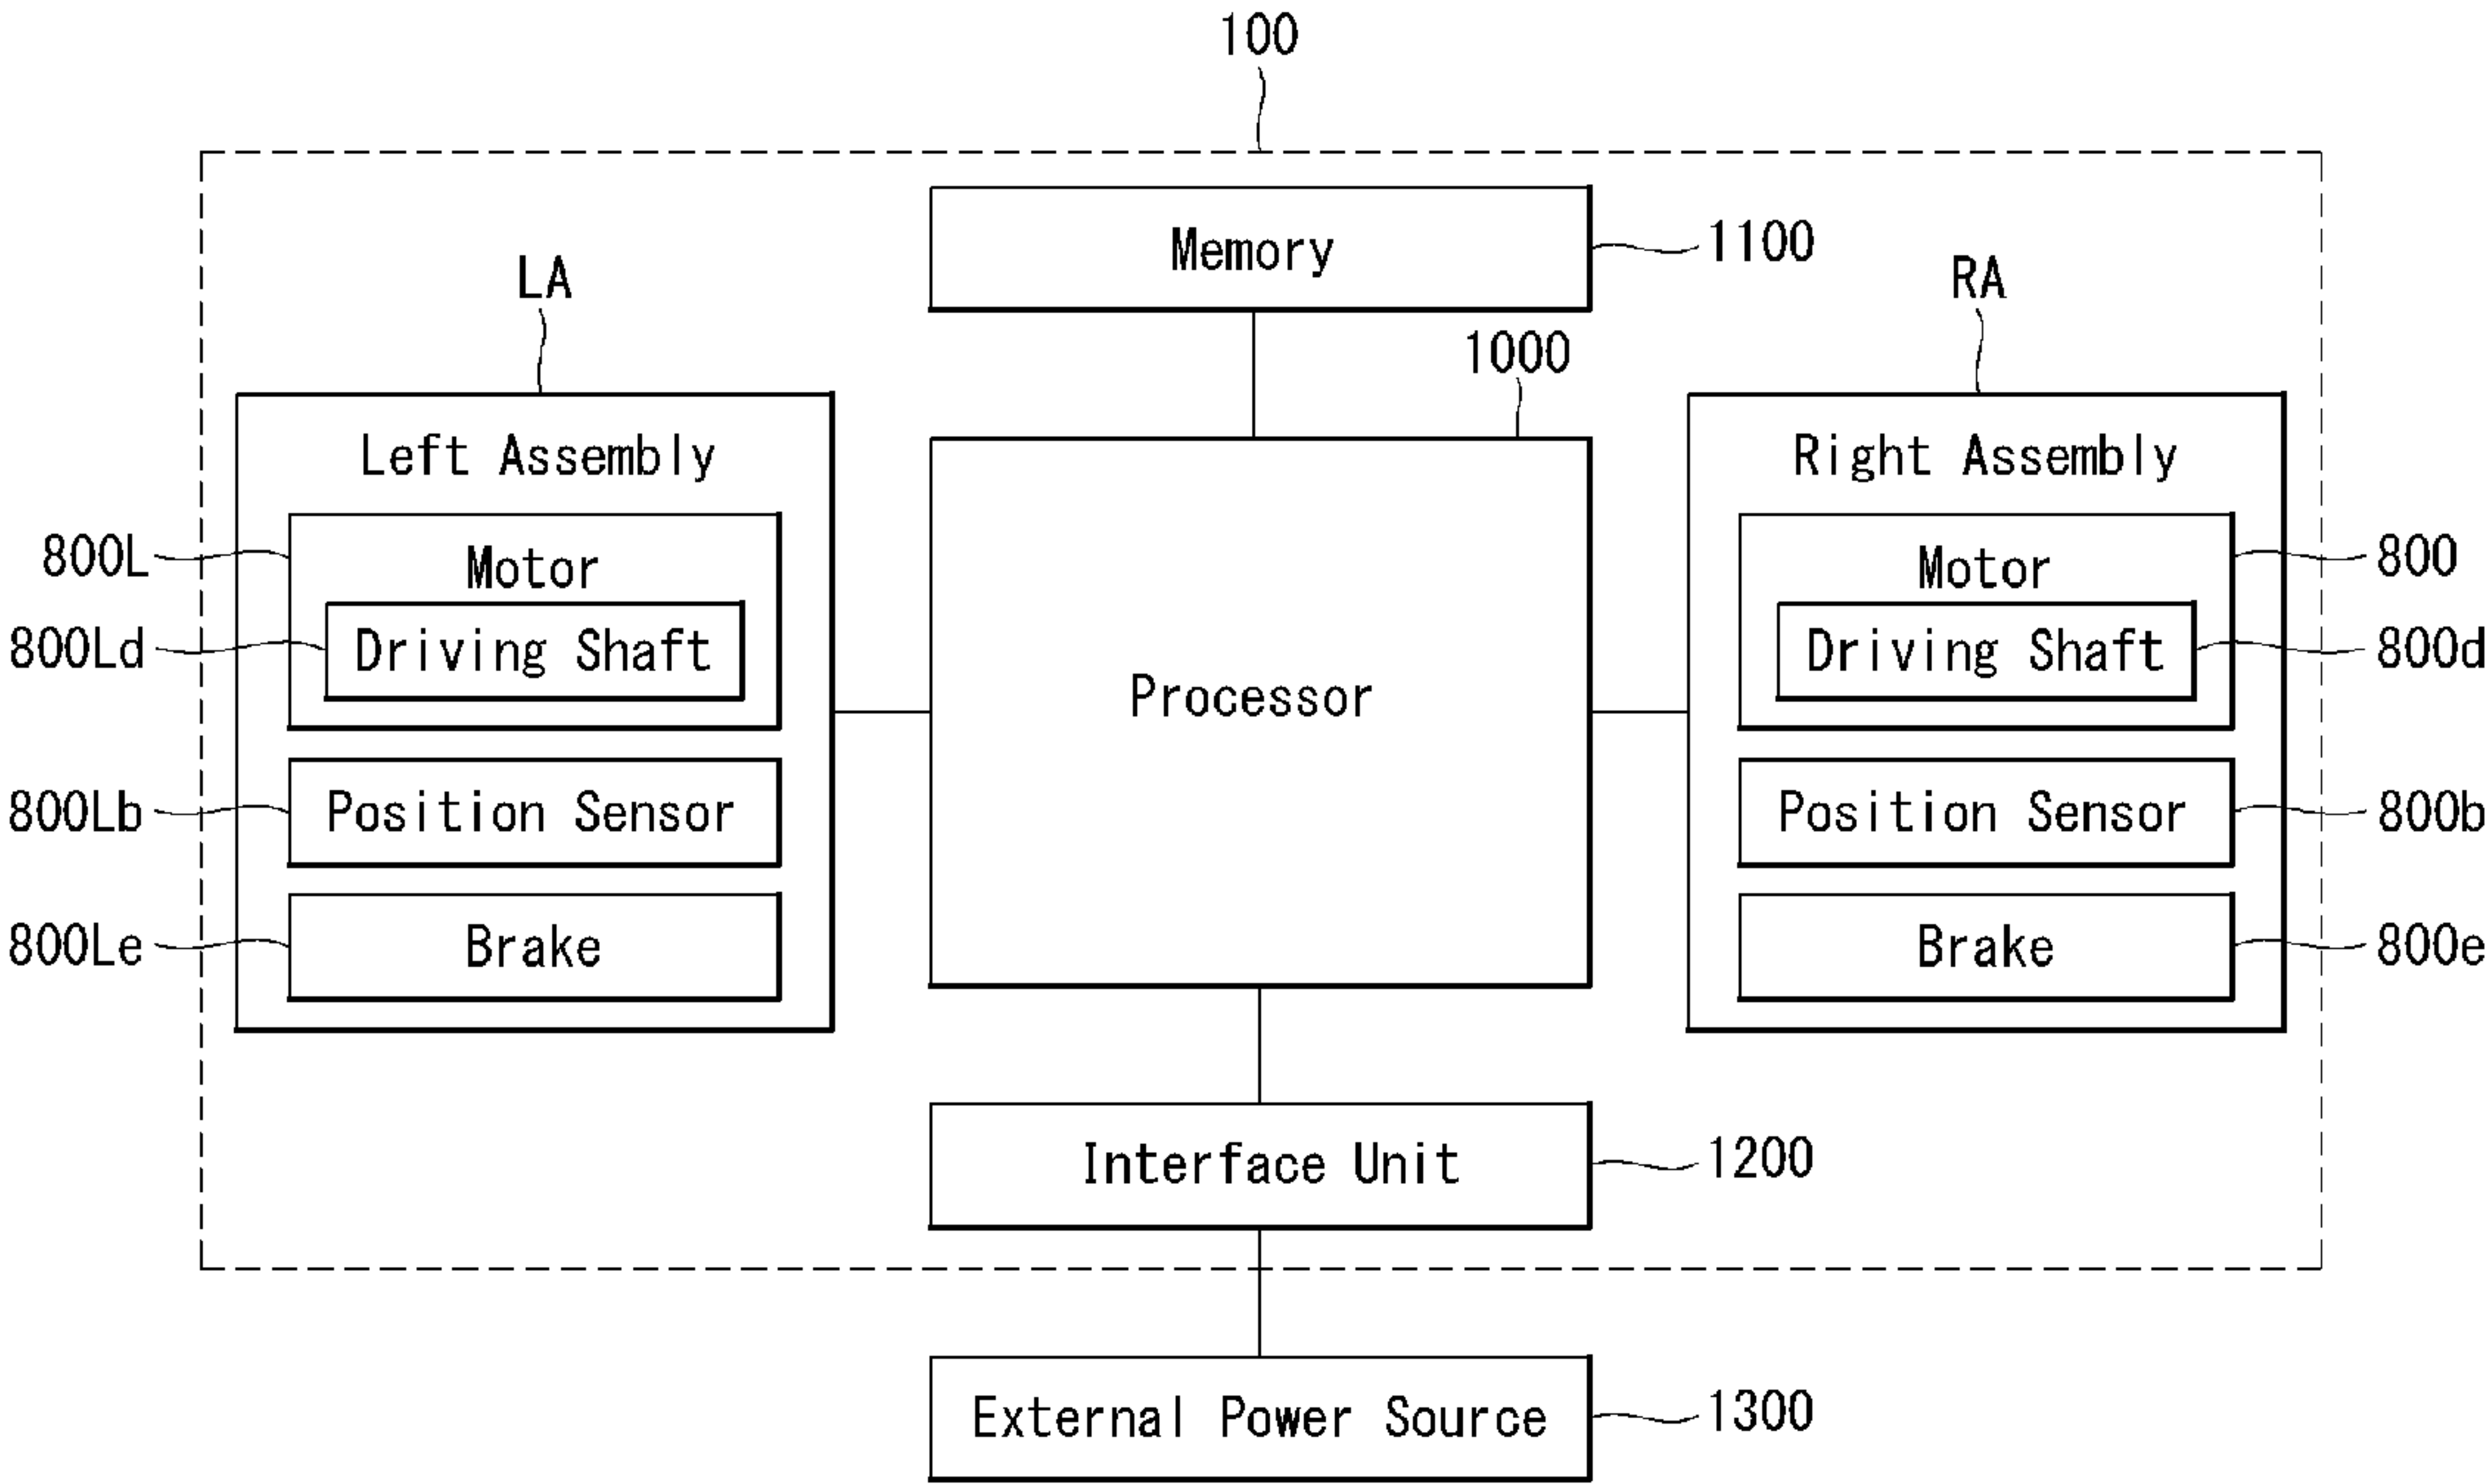 100
Memory
1100
LA
RA
1000
Left Assembly
Right Assembly
800L
Motor
Motor
800
800Ld
Driving Shaft
Driving Shaft
800d
Processor
800Lb
Position Sensor
Position Sensor
800b
800Le
Brake
Brake
800e
Interface Unit
1200
External Power Source
1300